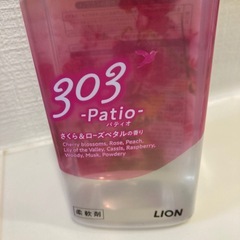 303
-Patio-
パティオ
さくら&ローズペタルの香り
Cherry blossoms, Rose, Peach,
Lily of the Valley, Cassis, Raspberry,
Woody, Musk, Powdery
柔軟剤
LION